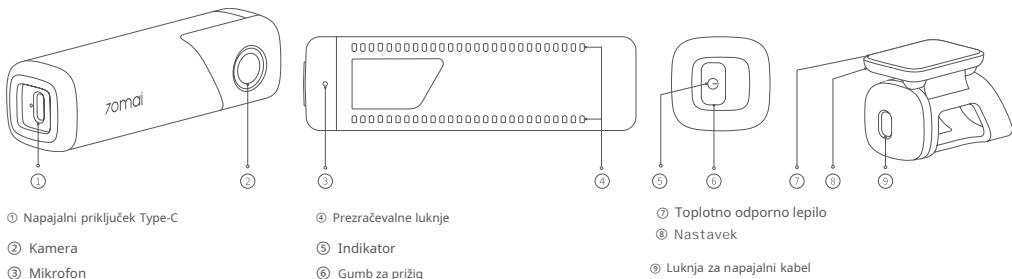 70mai
① ② ③ ④ ⑤ ⑥ ⑦ ⑧ ⑨
① Napajalni priključek Type-C
② Kamera
③ Mikrofon
④ Prezračevalne luknje
⑤ Indikator
⑥ Gumb za prižig
⑦ Toplotno odporno lepilo
⑧ Nastavek
⑨ Luknja za napajalni kabel